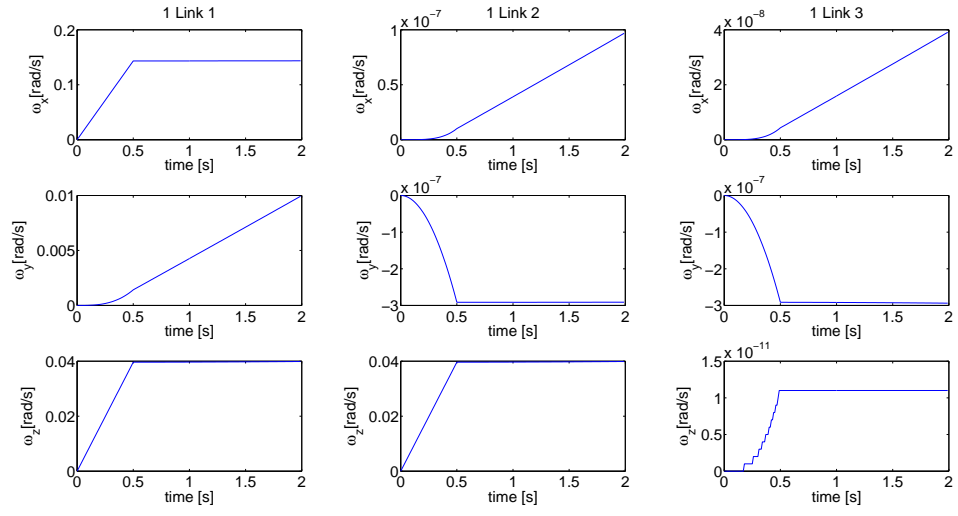 1 Link 1
0.2
0.1
0
ω_x[rad/s]
0 0.5 1 1.5 2
time [s]
1 Link 2
x 10^−7
1
0.5
0
ω_x[rad/s]
0 0.5 1 1.5 2
time [s]
1 Link 3
x 10^−8
4
2
0
ω_x[rad/s]
0 0.5 1 1.5 2
time [s]
0.01
0.005
0
ω_y[rad/s]
0 0.5 1 1.5 2
time [s]
x 10^−7
0
−1
−2
−3
ω_y[rad/s]
0 0.5 1 1.5 2
time [s]
x 10^−7
0
−1
−2
−3
ω_y[rad/s]
0 0.5 1 1.5 2
time [s]
0.04
0.02
0
ω_z[rad/s]
0 0.5 1 1.5 2
time [s]
0.04
0.02
0
ω_z[rad/s]
0 0.5 1 1.5 2
time [s]
x 10^−11
1.5
1
0.5
0
ω_z[rad/s]
0 0.5 1 1.5 2
time [s]